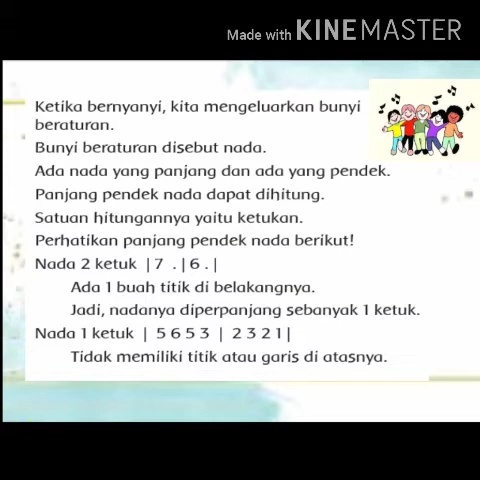 Made with KINEMASTER
Ketika bernyanyi, kita mengeluarkan bunyi
beraturan.
Bunyi beraturan disebut nada.
Ada nada yang panjang dan ada yang pendek.
Panjang pendek nada dapat dihitung.
Satuan hitungannya yaitu ketukan.
Perhatikan panjang pendek nada berikut!
Nada 2 ketuk | 7 . | 6 . |
Ada 1 buah titik di belakangnya.
Jadi, nadanya diperpanjang sebanyak 1 ketuk.
Nada 1 ketuk | 5 6 5 3 | 2 3 2 1 |
Tidak memiliki titik atau garis di atasnya.